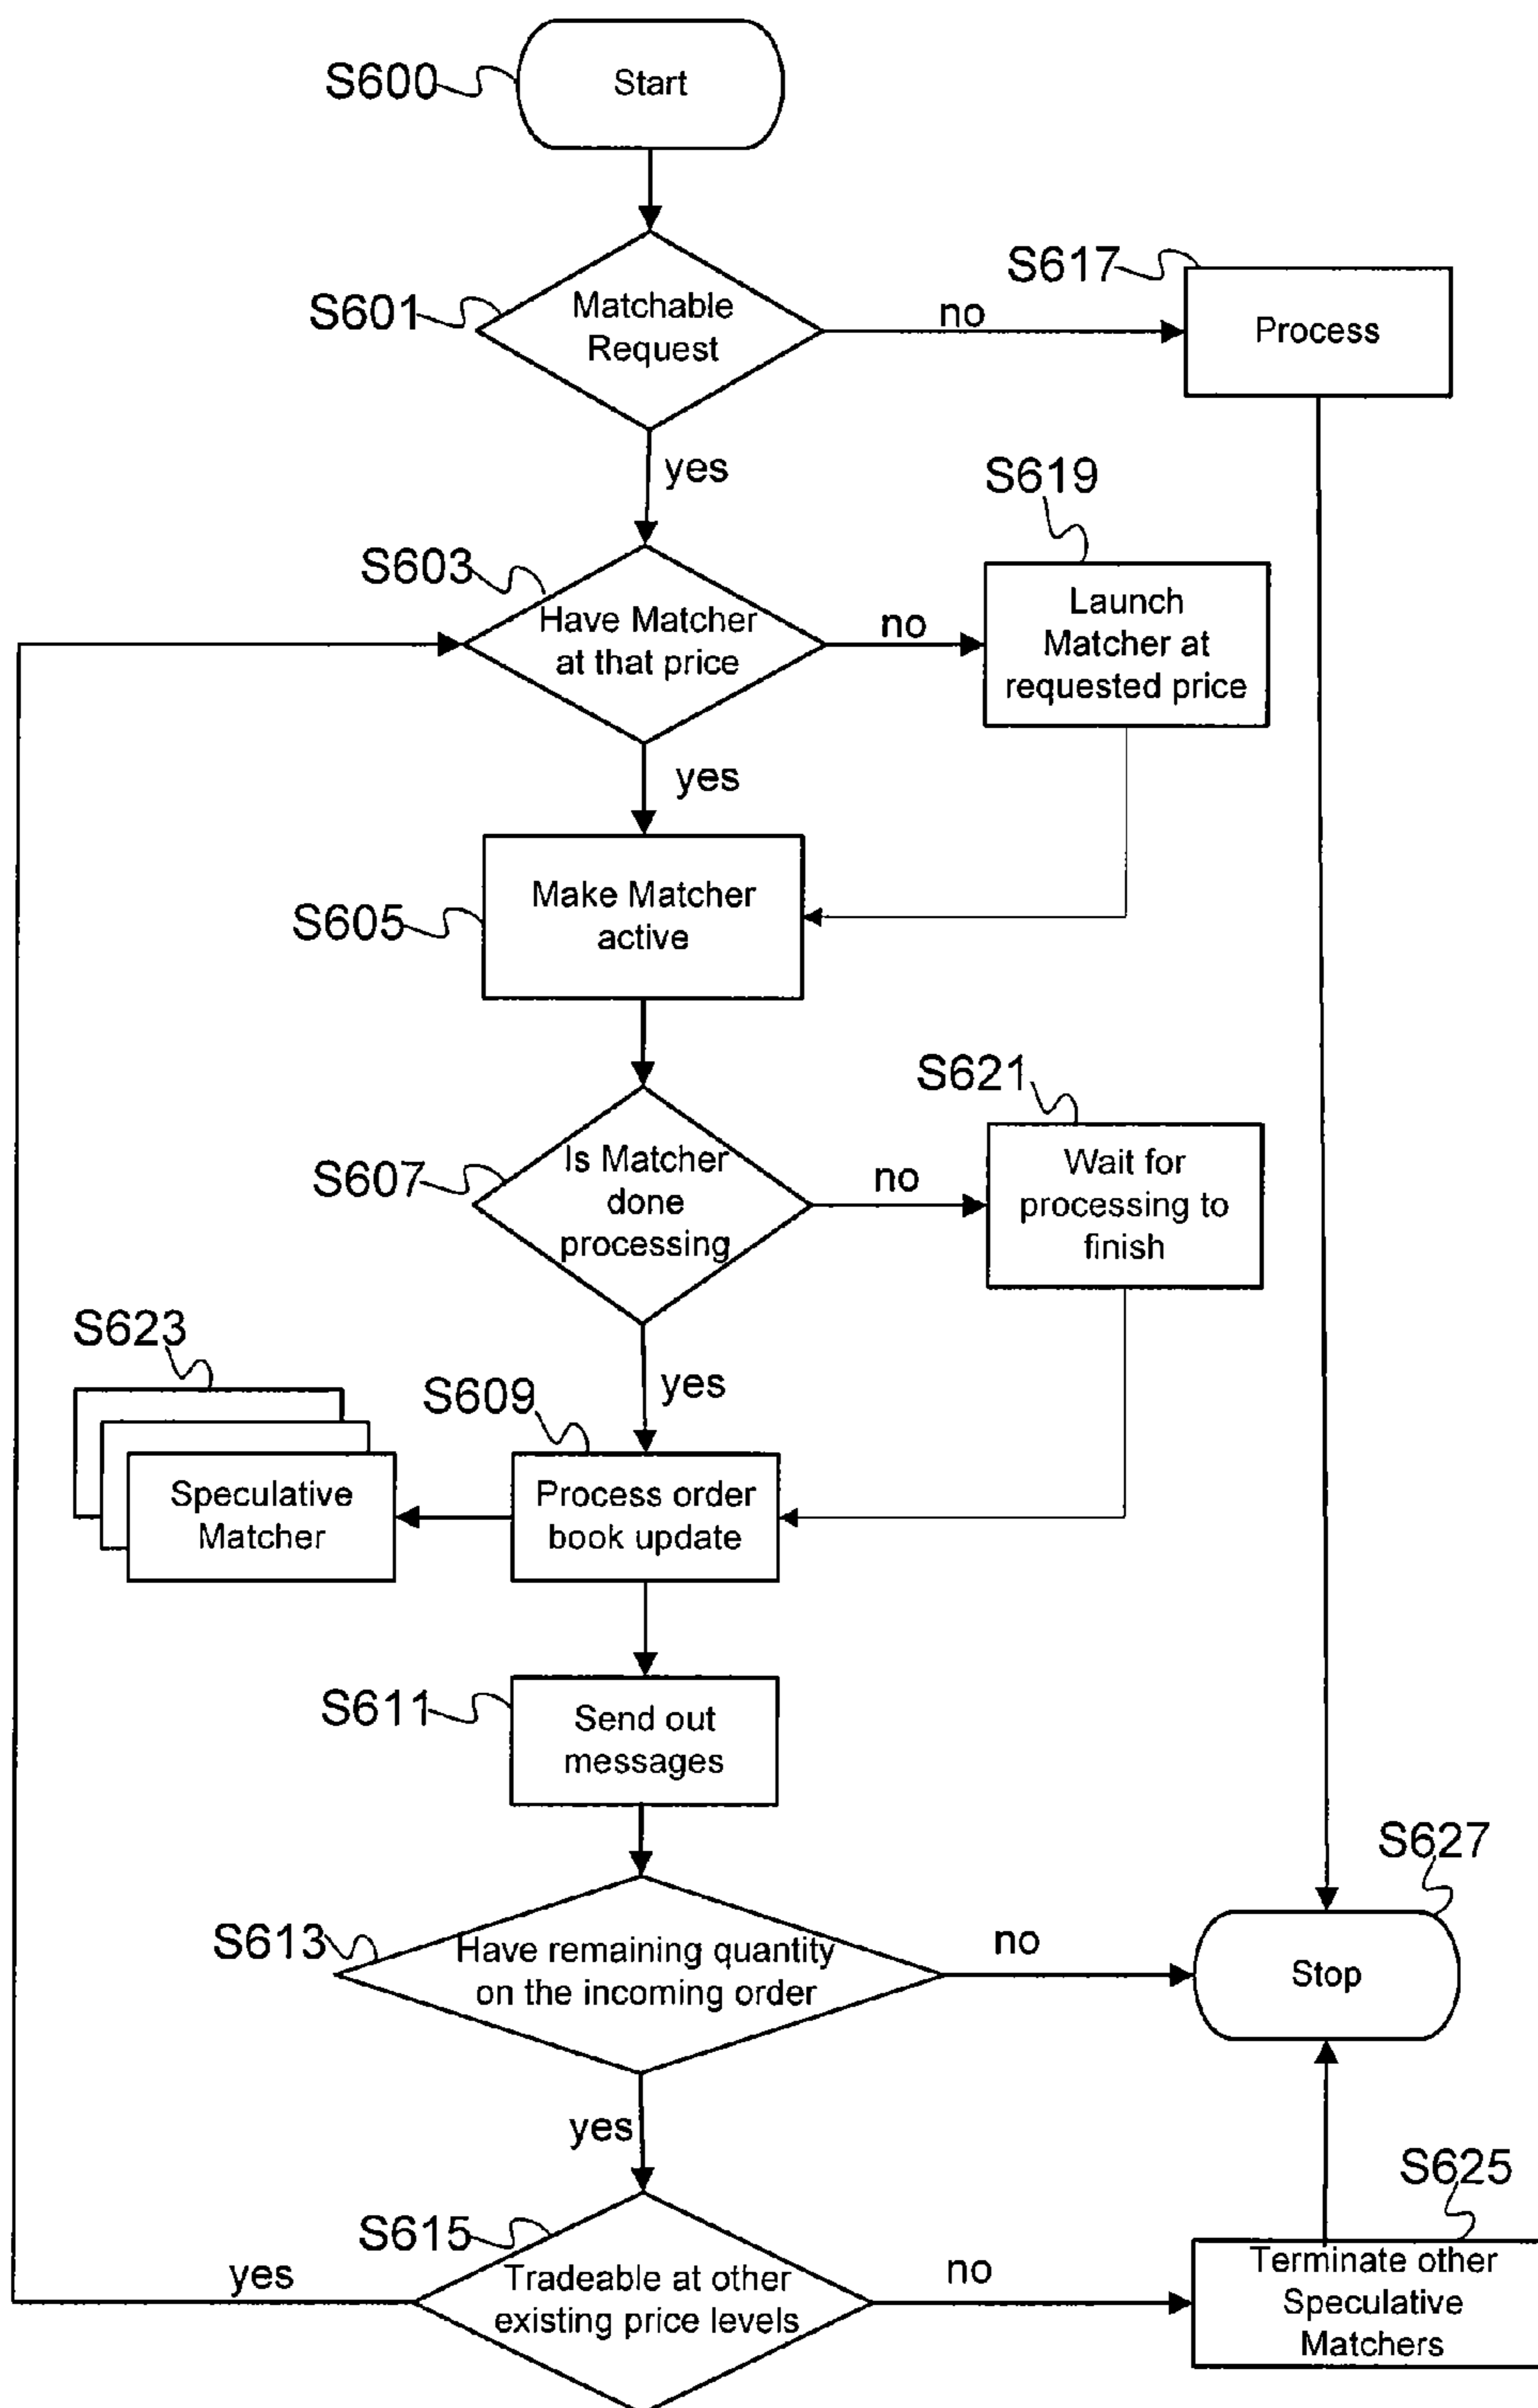 S600
Start
S601
Matchable
Request
no
S617
Process
yes
S603
Have Matcher
at that price
no
S619
Launch
Matcher at
requested price
yes
S605
Make Matcher
active
S607
Is Matcher
done
processing
no
S621
Wait for
processing to
finish
yes
S623
Speculative
Matcher
S609
Process order
book update
S611
Send out
messages
S613
Have remaining quantity
on the incoming order
no
S627
Stop
yes
S615
Tradeable at other
existing price levels
yes
no
S625
Terminate other
Speculative
Matchers